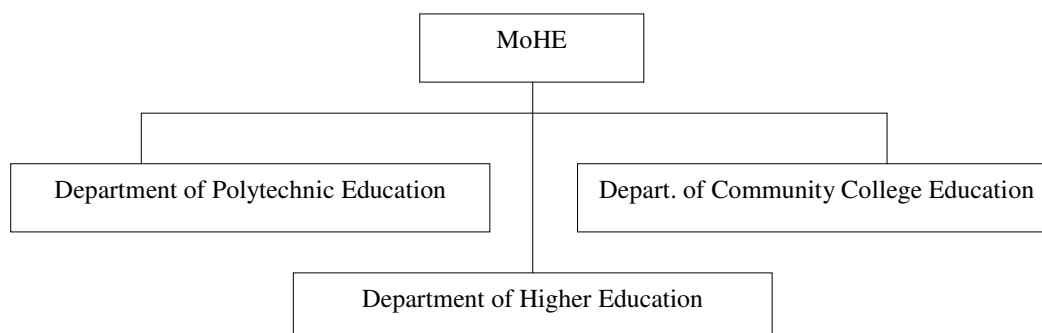 MoHE
Department of Polytechnic Education
Depart. of Community College Education
Department of Higher Education